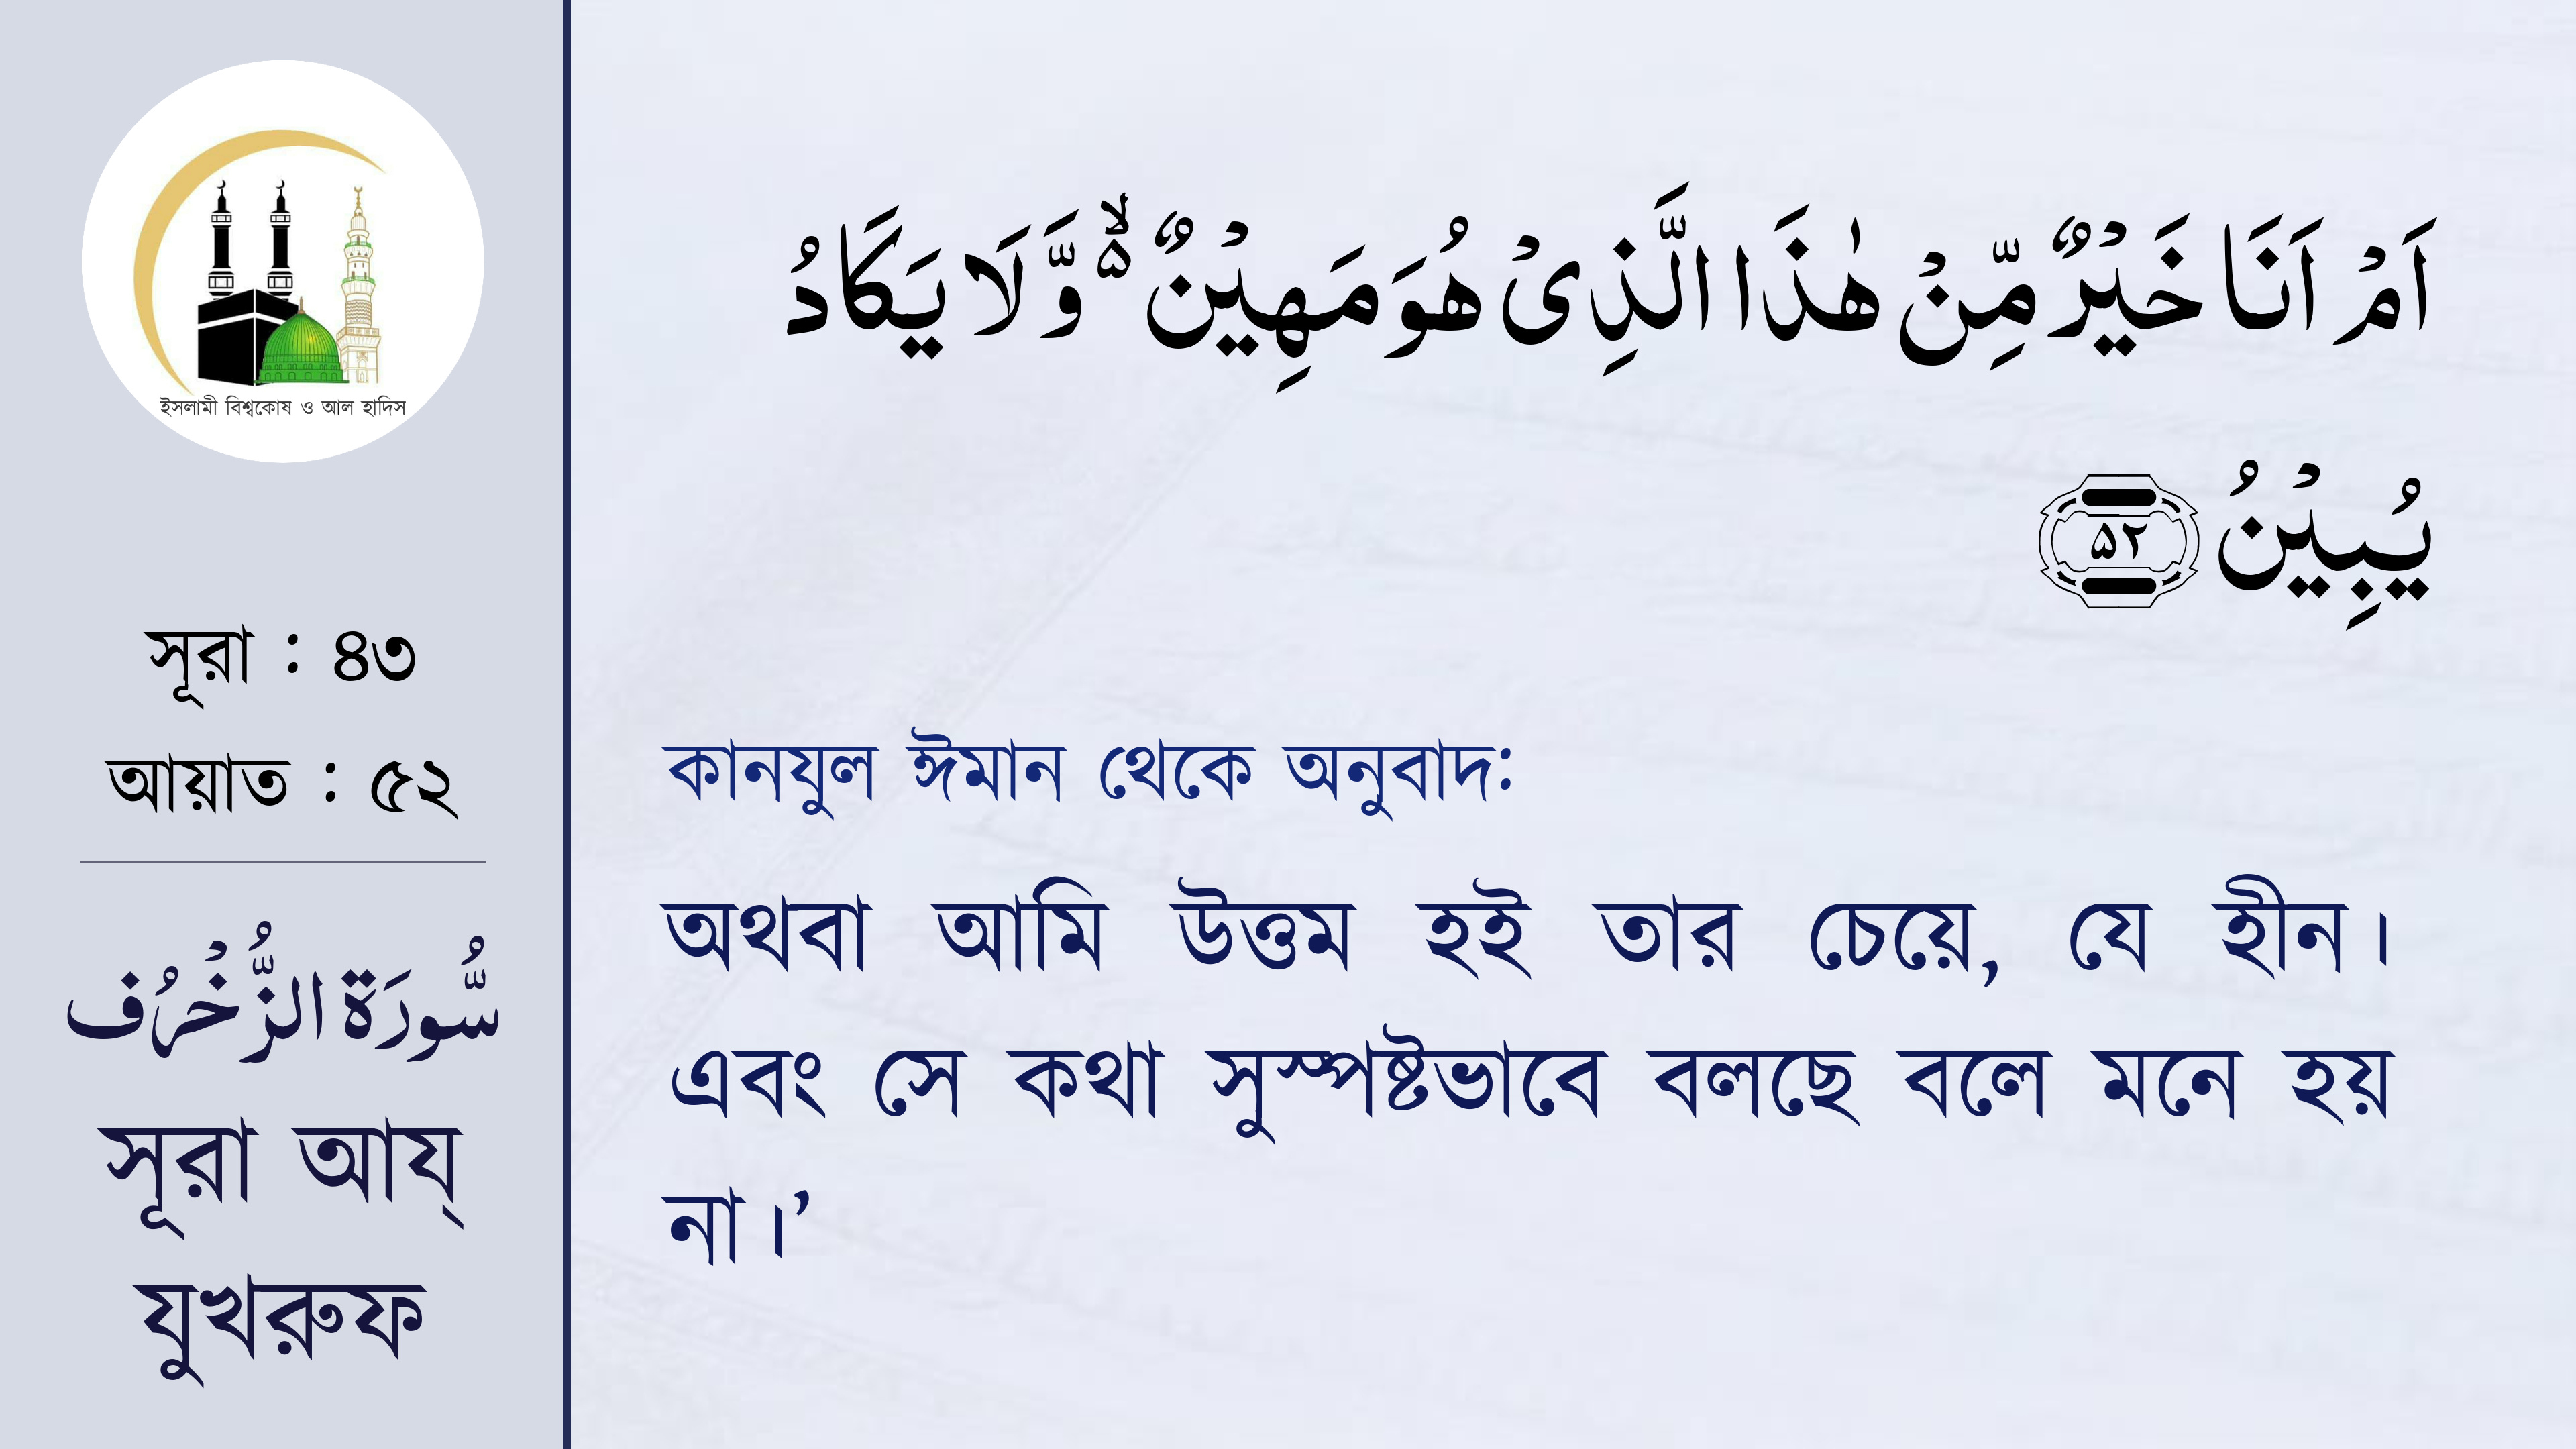 ইসলামী বিশ্বকোষ ও আল হাদিস
সূরা : ৪৩
আয়াত : ৫২
سُّورَة الزُّخْرُف
সূরা আয্
যুখরুফ
اَمْ اَنَا خَیْرٌ مِّنْ هٰذَا الَّذِیْ هُوَ مَهِیْنٌ ۙ۬ وَّ لَا یَكَادُ
یُبِیْنُ ۵۲
কানযুল ঈমান থেকে অনুবাদ:
অথবা আমি উত্তম হই তার চেয়ে, যে হীন।
এবং সে কথা সুস্পষ্টভাবে বলছে বলে মনে হয়
না।’